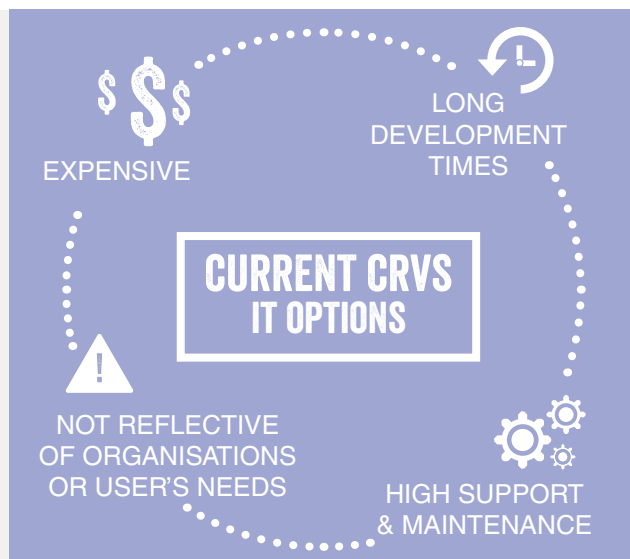 $$$
EXPENSIVE
LONG
DEVELOPMENT
TIMES
CURRENT CRVS
IT OPTIONS
!
NOT REFLECTIVE
OF ORGANISATIONS
OR USER'S NEEDS
HIGH SUPPORT
& MAINTENANCE